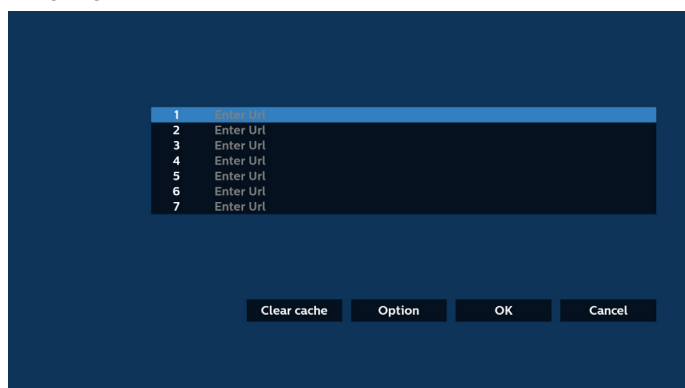 1 Enter Url
2 Enter Url
3 Enter Url
4 Enter Url
5 Enter Url
6 Enter Url
7 Enter Url
Clear cache Option OK Cancel